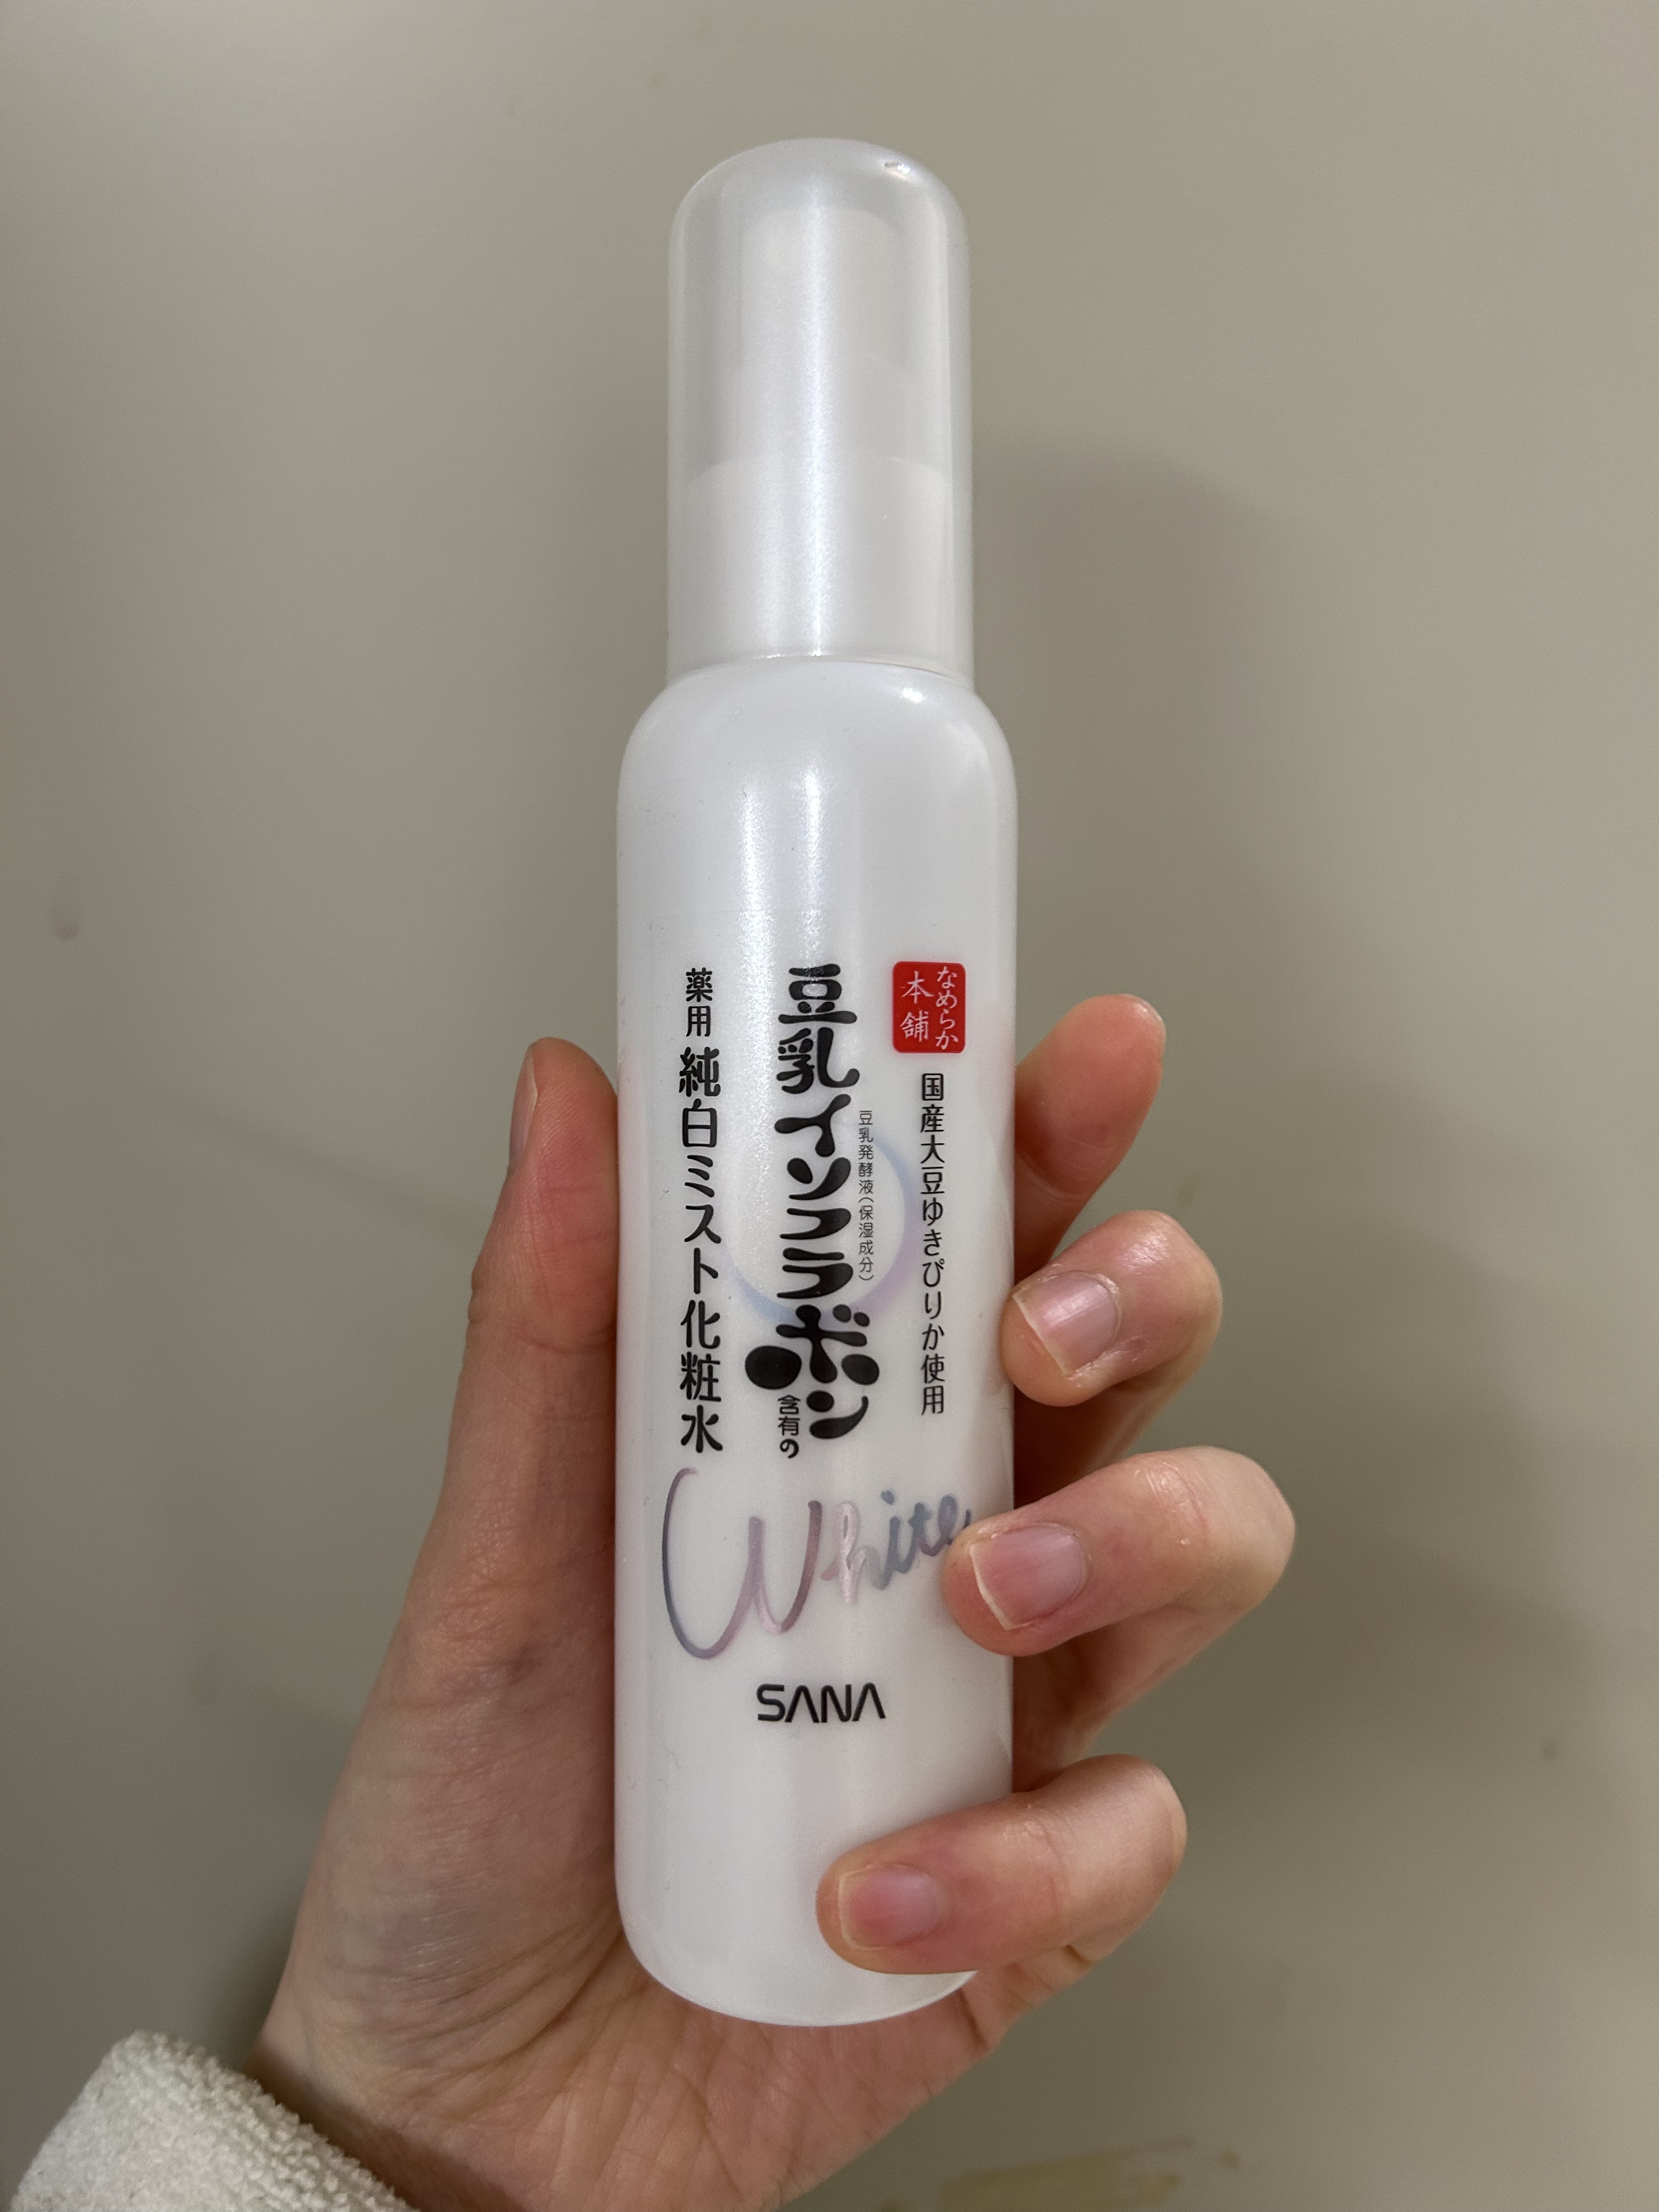 なめらか
本舗
国産大豆ゆきぴりか使用
豆乳発酵液(保湿成分)
豆乳イソフラボン
含有の
薬用 純白ミスト化粧水
White
SANA